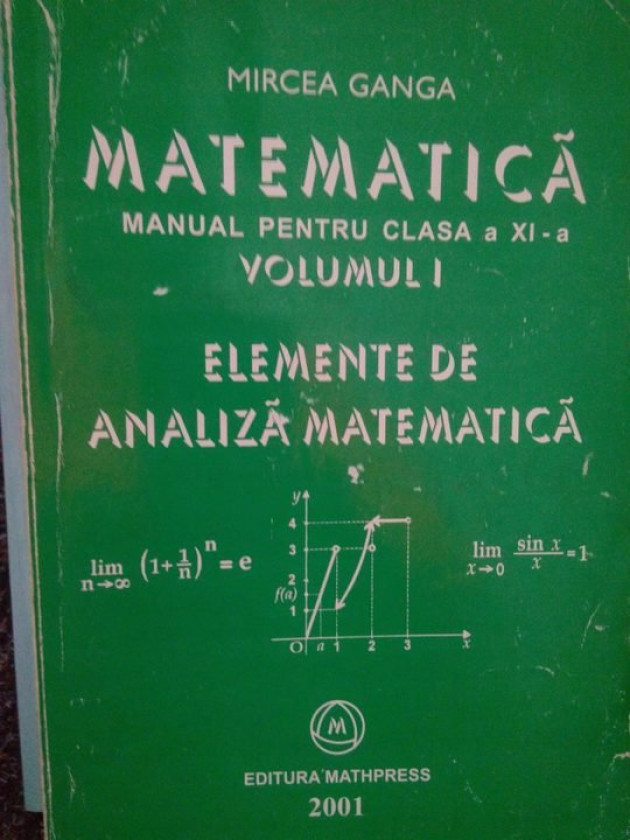 MIRCEA GANGA
MATEMATICĂ
MANUAL PENTRU CLASA a XI-a
VOLUMUL I
ELEMENTE DE
ANALIZĂ MATEMATICĂ
lim n→∞ (1+1/n)^n = e
y
4
3
2
f(a)
1
O a 1 2 3 x
lim x→0 sin x / x = 1
M
EDITURA MATHPRESS
2001